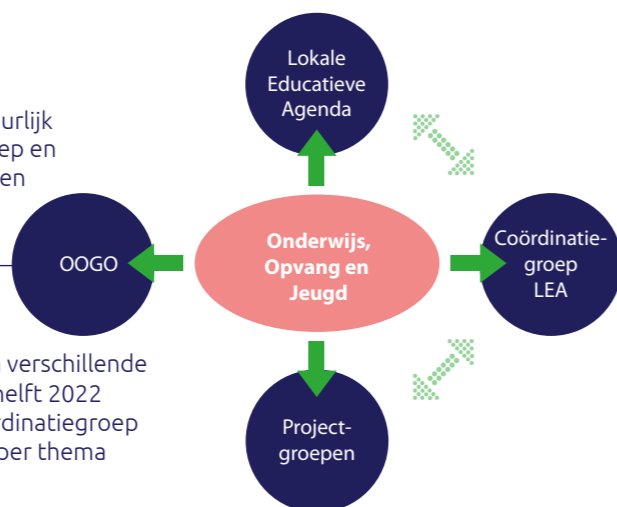 urlijk
ep en
en
verschillende
helft 2022
rdinatiegroep
per thema
Lokale
Educatieve
Agenda
OOGO
Onderwijs,
Opvang en
Jeugd
Coördinatie-
groep
LEA
Project-
groepen